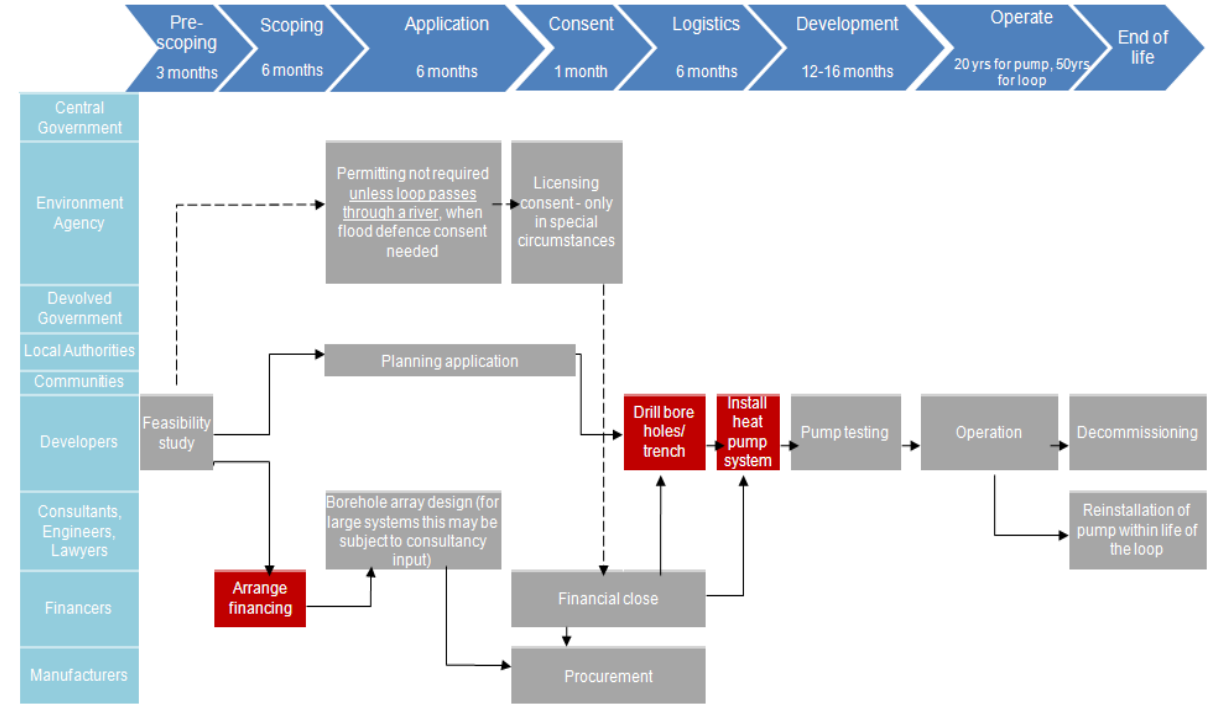 Pre-
scoping
3 months
Scoping
6 months
Application
6 months
Consent
1 month
Logistics
6 months
Development
12-16 months
Operate
20 yrs for pump, 50yrs
for loop
End of
life
Central
Government
Environment
Agency
Permitting not required
unless loop passes
through a river, when
flood defence consent
needed
Licensing
consent - only
in special
circumstances
Devolved
Government
Local Authorities
Planning application
Communities
Developers
Feasibility
study
Drill bore
holes/
trench
Install
heat
pump
system
Pump testing
Operation
Decommissioning
Consultants,
Engineers,
Lawyers
Borehole array design (for
large systems this may be
subject to consultancy
input)
Reinstallation of
pump within life of
the loop
Financers
Arrange
financing
Financial close
Manufacturers
Procurement